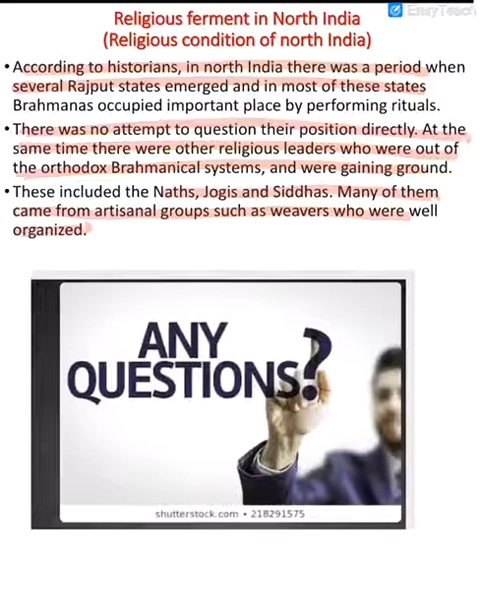 EasyTeach
Religious ferment in North India
(Religious condition of north India)
• According to historians, in north India there was a period when
several Rajput states emerged and in most of these states
Brahmanas occupied important place by performing rituals.
• There was no attempt to question their position directly. At the
same time there were other religious leaders who were out of
the orthodox Brahmanical systems, and were gaining ground.
• These included the Naths, Jogis and Siddhas. Many of them
came from artisanal groups such as weavers who were well
organized.
ANY
QUESTIONS?
shutterstock.com • 218291575